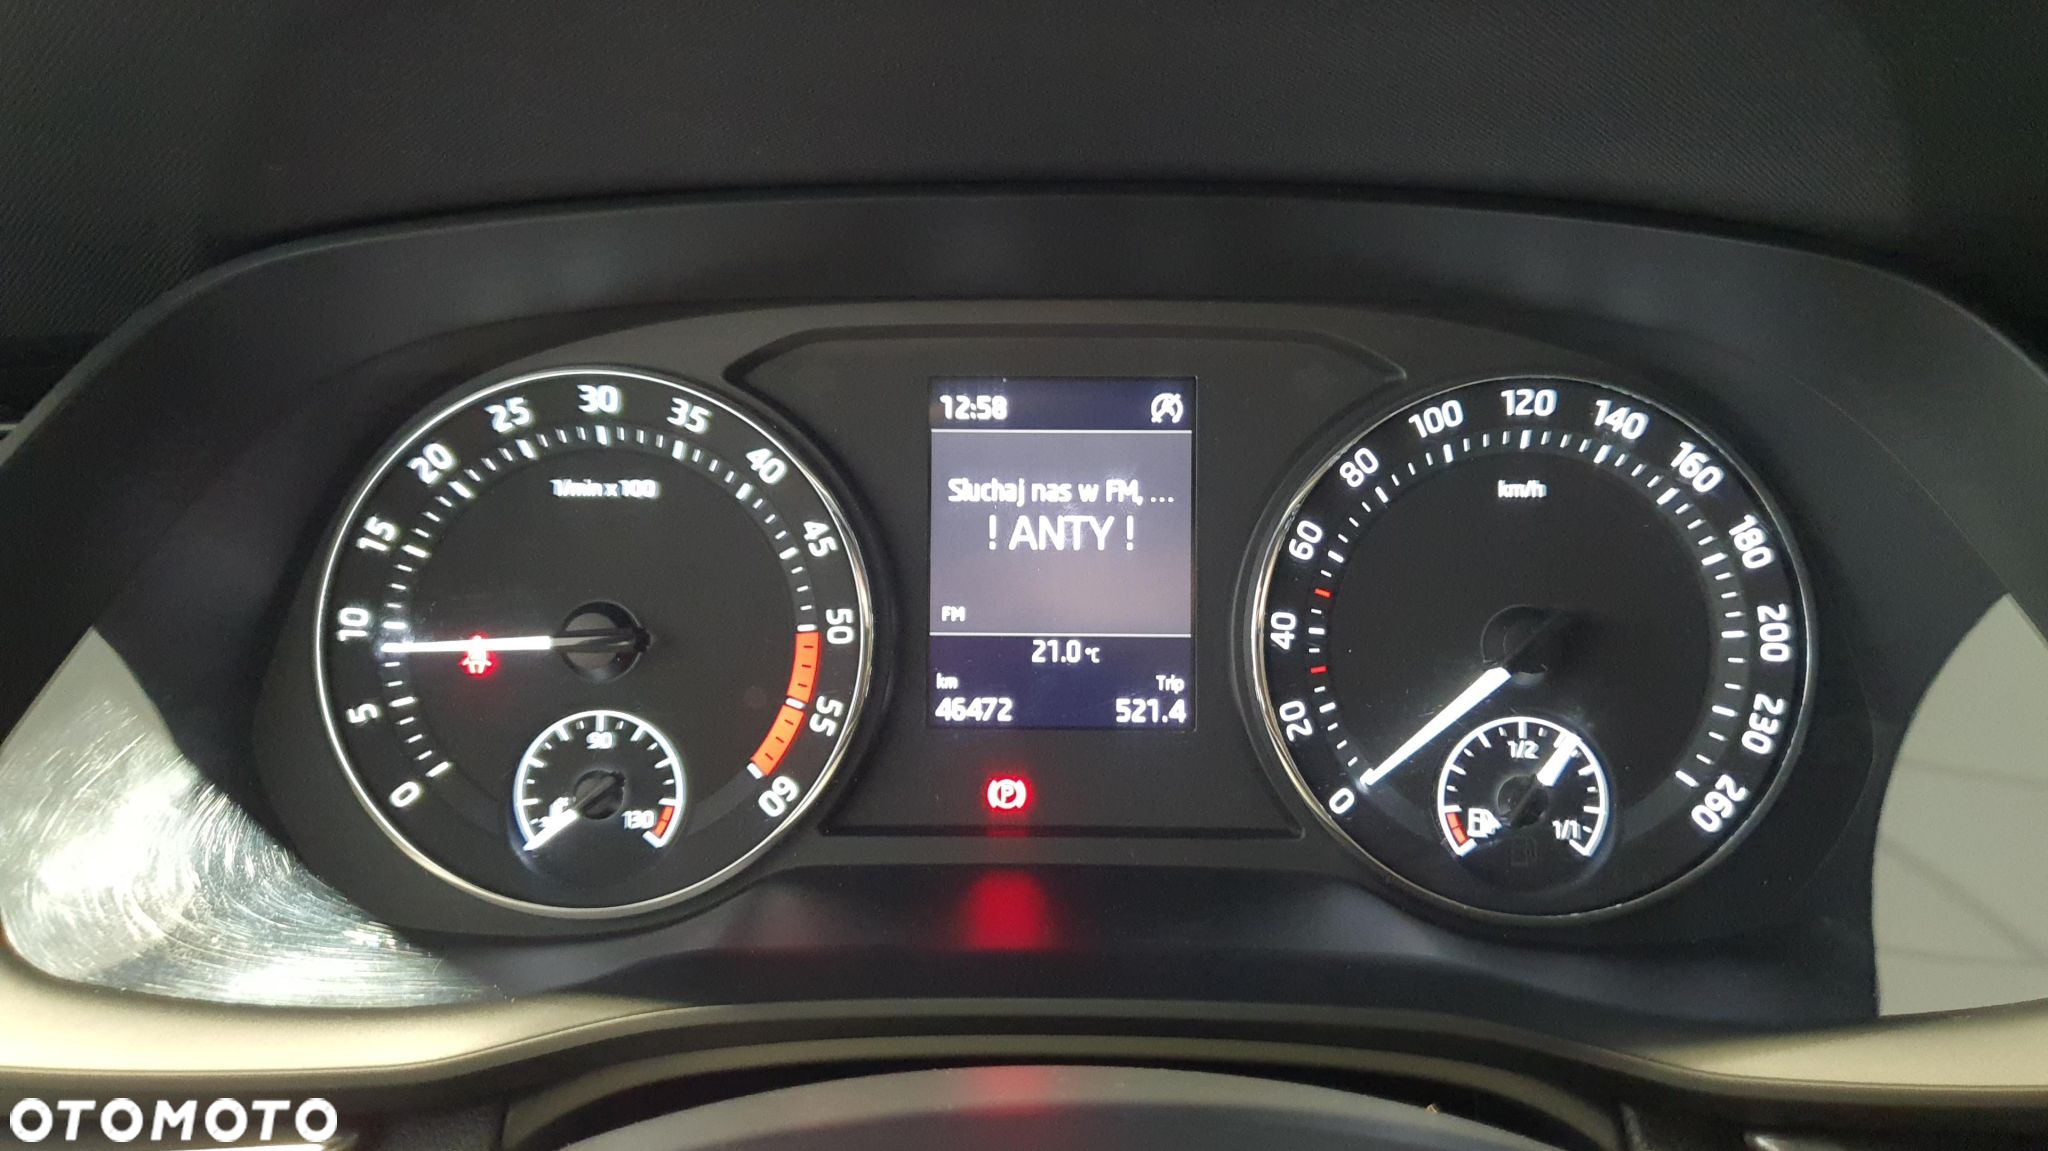 12:58
Słuchaj nas w FM, ...
! ANTY !
FM
21.0 °C
km Trip
46472 521.4
0 5 10 15 20 25 30 35 40 45 50 55 60
1/min x 100
90
130
0 20 40 60 80 100 120 140 160 180 200 230 260
km/h
1/2
1/1
P
OTOMOTO